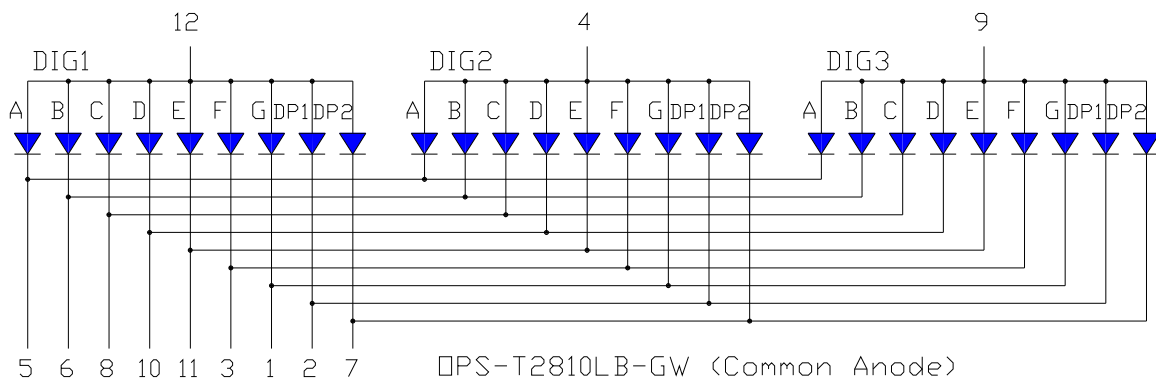 12 4 9
DIG1 DIG2 DIG3
A B C D E F G DP1 DP2 A B C D E F G DP1 DP2 A B C D E F G DP1 DP2
5 6 8 10 11 3 1 2 7 OPS-T2810LB-GW (Common Anode)